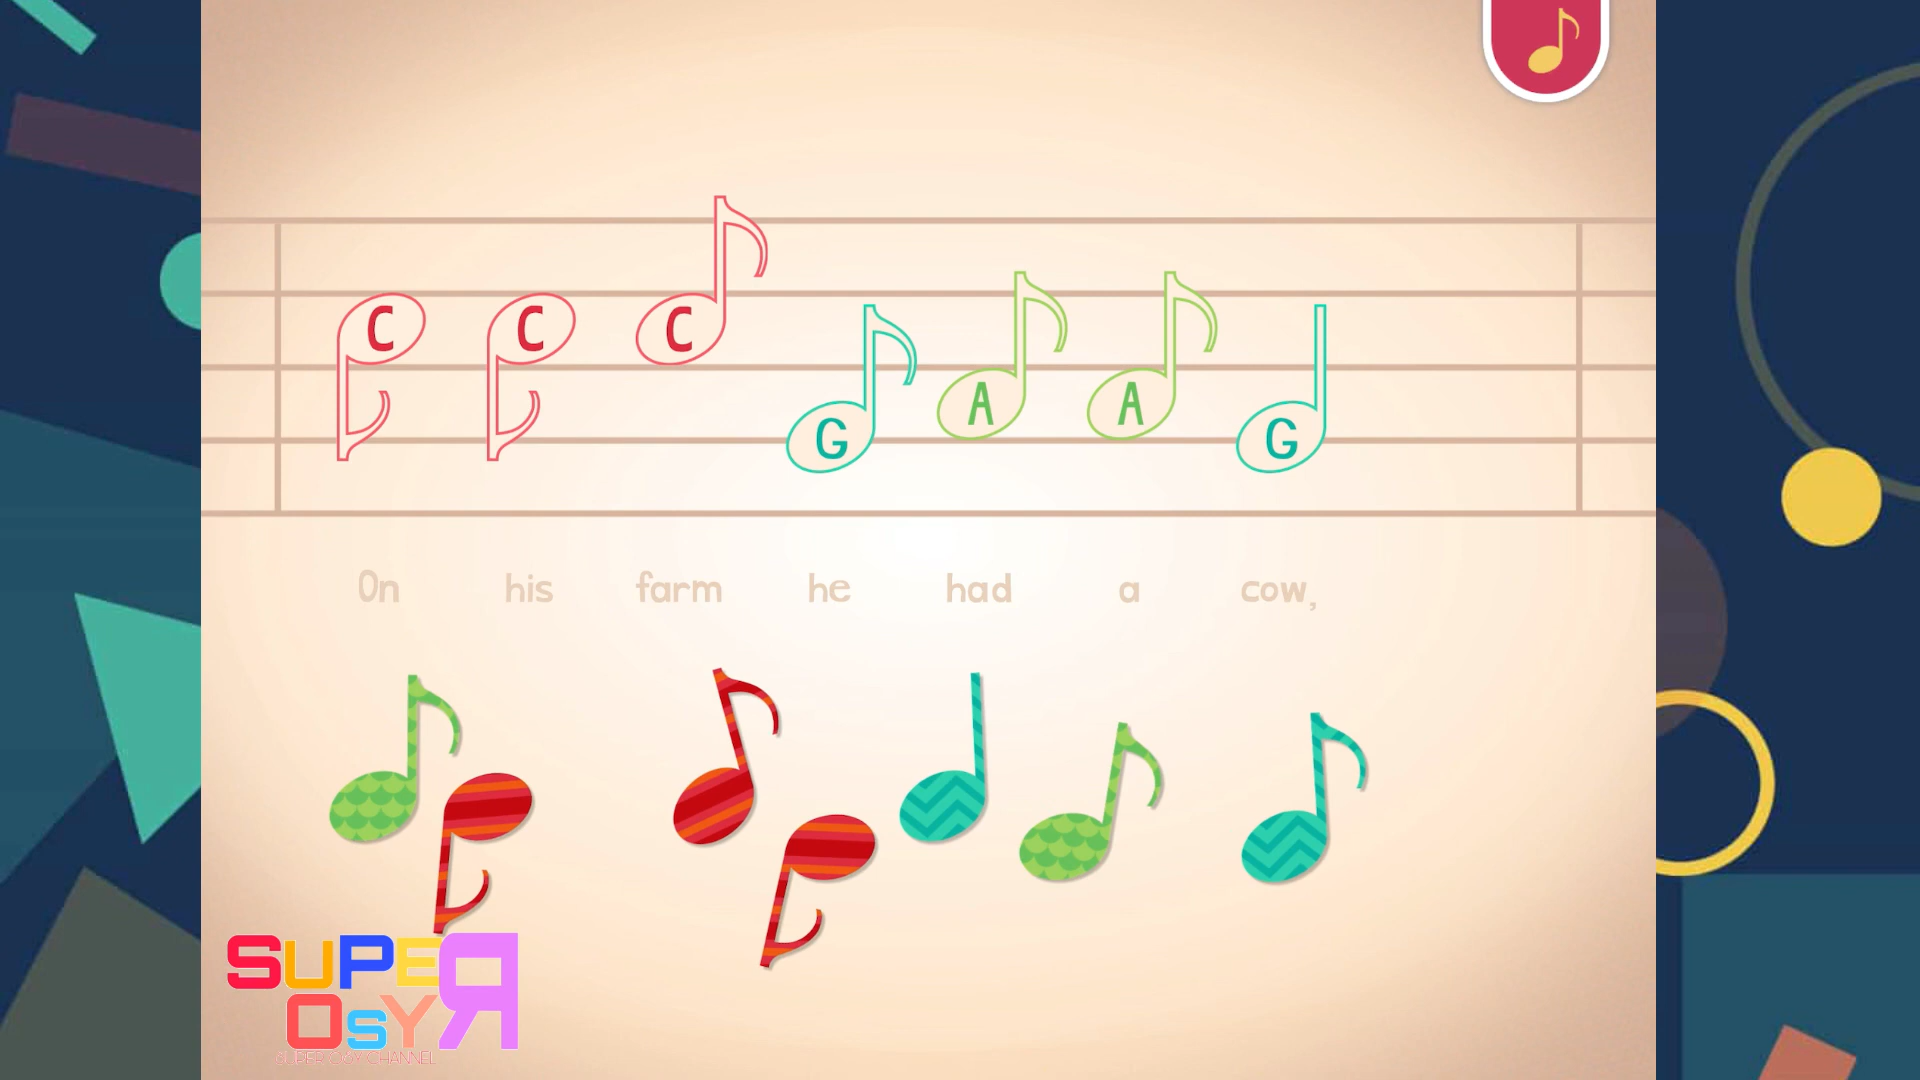 C C C G A A G
On his farm he had a cow,
SUPER
OSYR
SUPER OSY CHANNEL